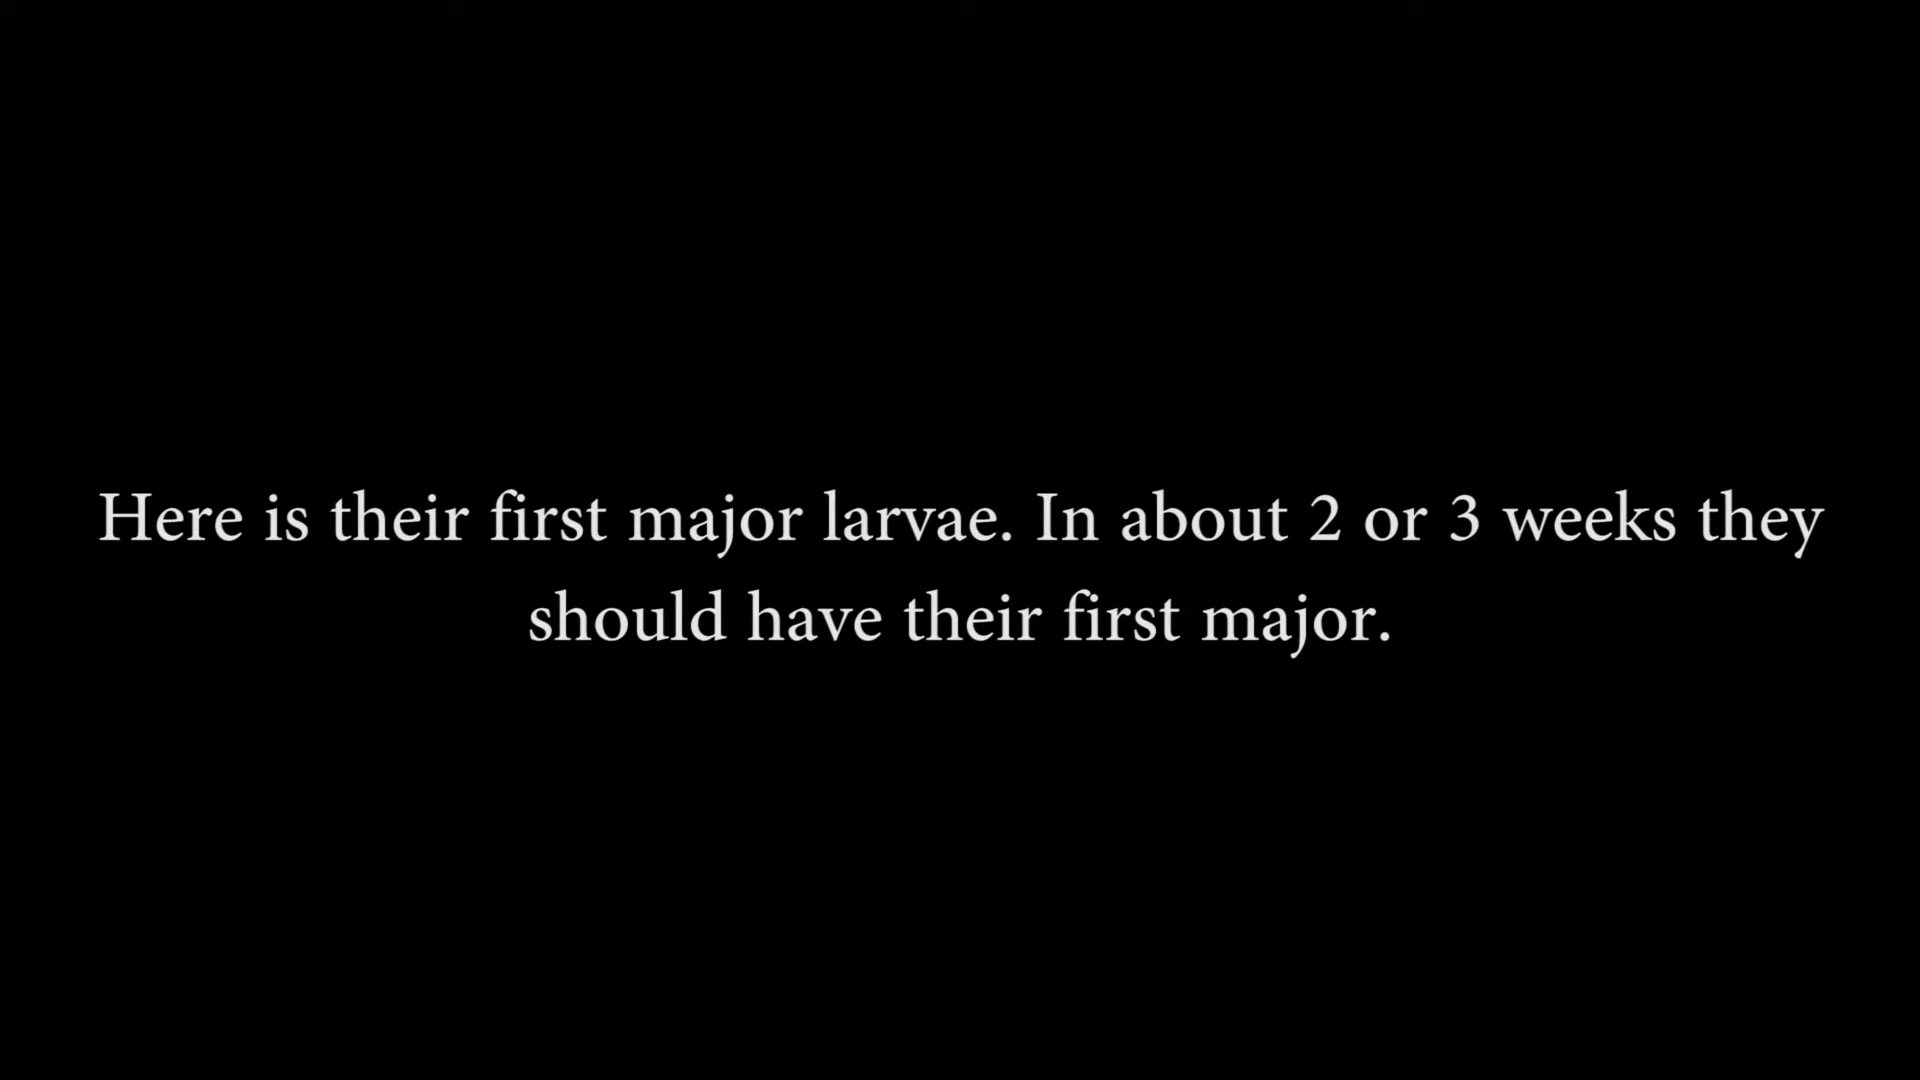 Here is their first major larvae. In about 2 or 3 weeks they
should have their first major.